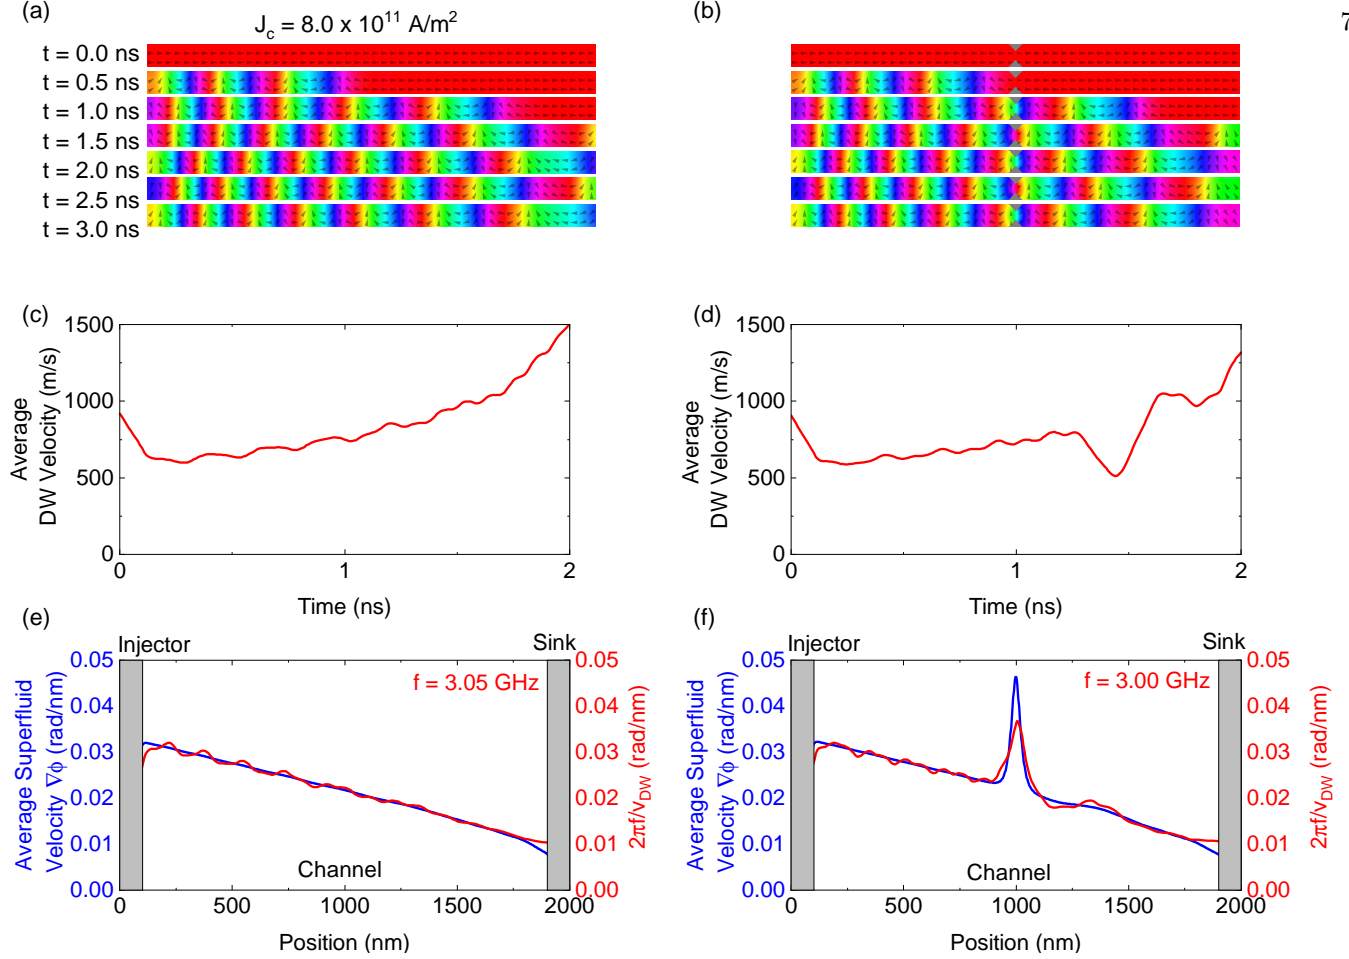 (a)
J_c = 8.0 x 10^11 A/m^2
t = 0.0 ns
t = 0.5 ns
t = 1.0 ns
t = 1.5 ns
t = 2.0 ns
t = 2.5 ns
t = 3.0 ns
(b)
7
(c)
1500
1000
500
0
Average
DW Velocity (m/s)
0
1
2
Time (ns)
(d)
1500
1000
500
0
Average
DW Velocity (m/s)
0
1
2
Time (ns)
(e)
Injector
Sink
0.05
0.04
0.03
0.02
0.01
0.00
Average Superfluid
Velocity ∇ϕ (rad/nm)
f = 3.05 GHz
Channel
0.05
0.04
0.03
0.02
0.01
0.00
2πf/v_DW (rad/nm)
0
500
1000
1500
2000
Position (nm)
(f)
Injector
Sink
0.05
0.04
0.03
0.02
0.01
0.00
Average Superfluid
Velocity ∇ϕ (rad/nm)
f = 3.00 GHz
Channel
0.05
0.04
0.03
0.02
0.01
0.00
2πf/v_DW (rad/nm)
0
500
1000
1500
2000
Position (nm)